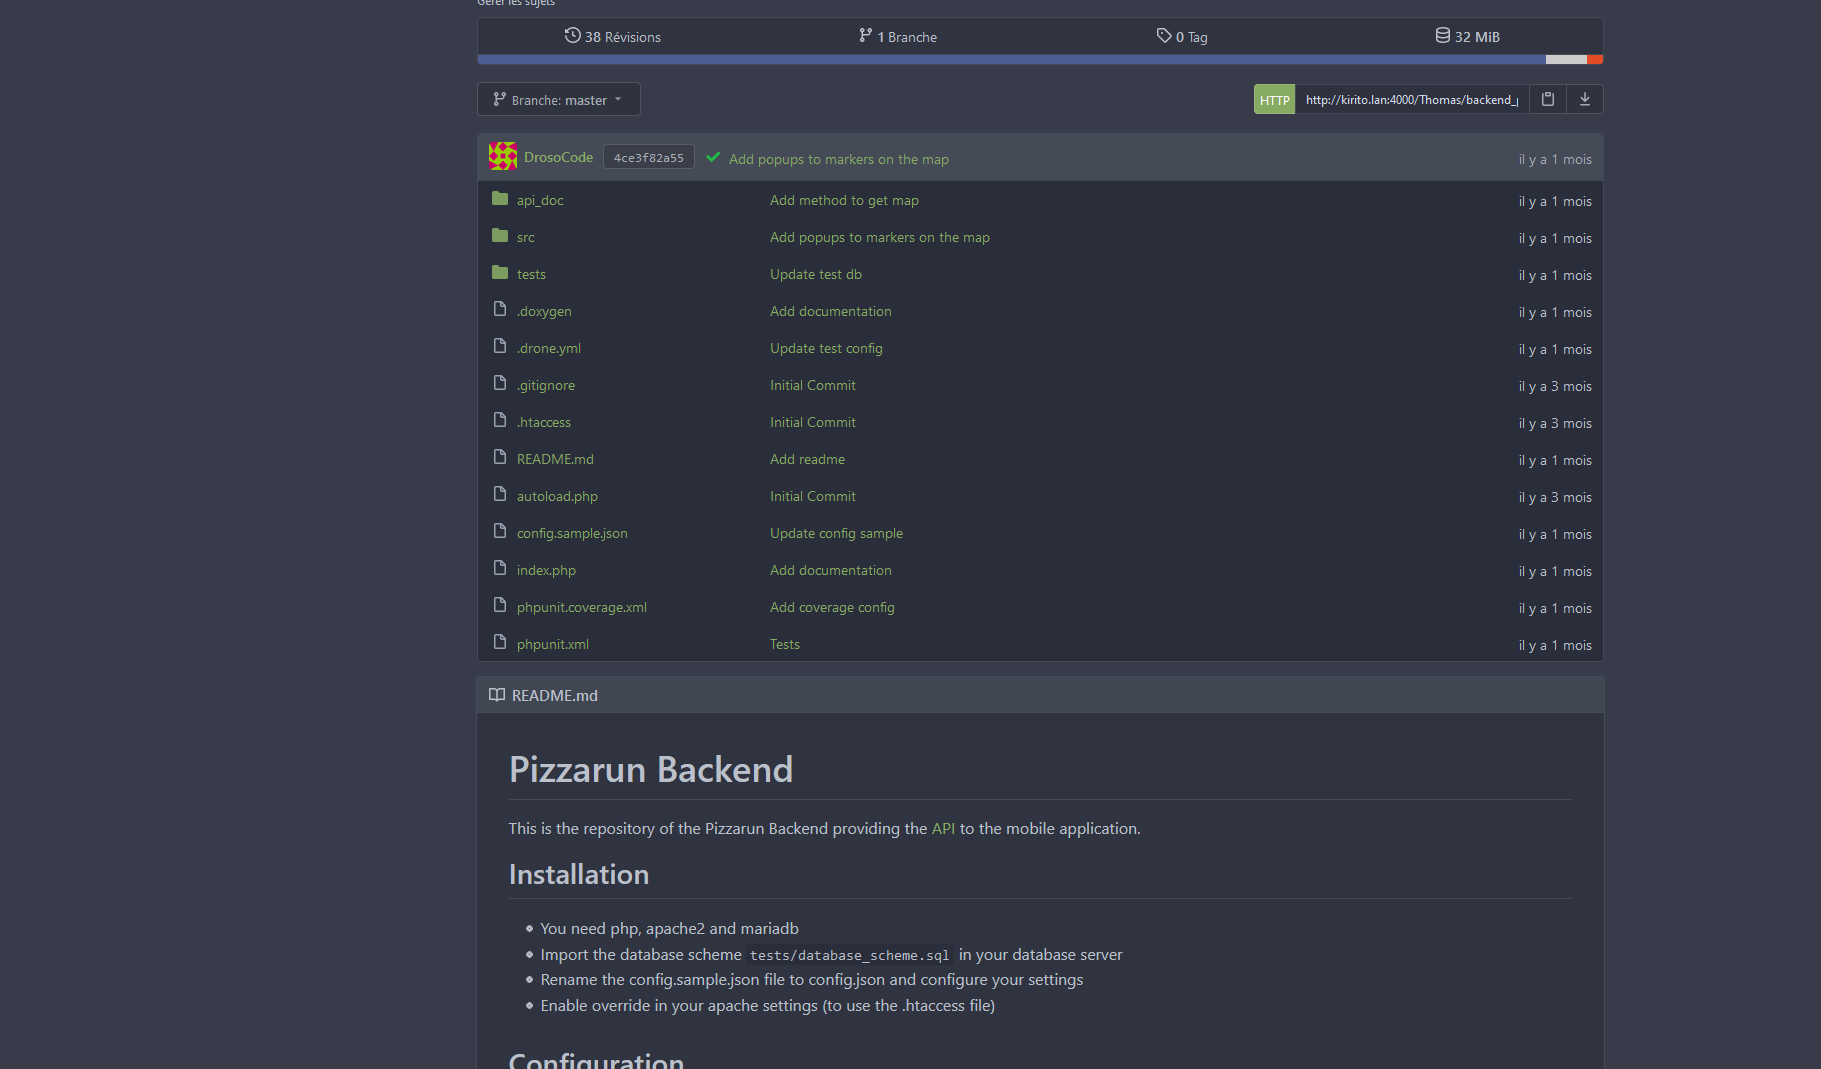 Gérer les sujets
38 Révisions 1 Branche 0 Tag 32 MiB
Branche: master HTTP http://kirito.lan:4000/Thomas/backend_p
DrosoCode 4ce3f82a55 Add popups to markers on the map il y a 1 mois
api_doc Add method to get map il y a 1 mois
src Add popups to markers on the map il y a 1 mois
tests Update test db il y a 1 mois
.doxygen Add documentation il y a 1 mois
.drone.yml Update test config il y a 1 mois
.gitignore Initial Commit il y a 3 mois
.htaccess Initial Commit il y a 3 mois
README.md Add readme il y a 1 mois
autoload.php Initial Commit il y a 3 mois
config.sample.json Update config sample il y a 1 mois
index.php Add documentation il y a 1 mois
phpunit.coverage.xml Add coverage config il y a 1 mois
phpunit.xml Tests il y a 1 mois
README.md
Pizzarun Backend
This is the repository of the Pizzarun Backend providing the API to the mobile application.
Installation
You need php, apache2 and mariadb
Import the database scheme tests/database_scheme.sql in your database server
Rename the config.sample.json file to config.json and configure your settings
Enable override in your apache settings (to use the .htaccess file)
Configuration